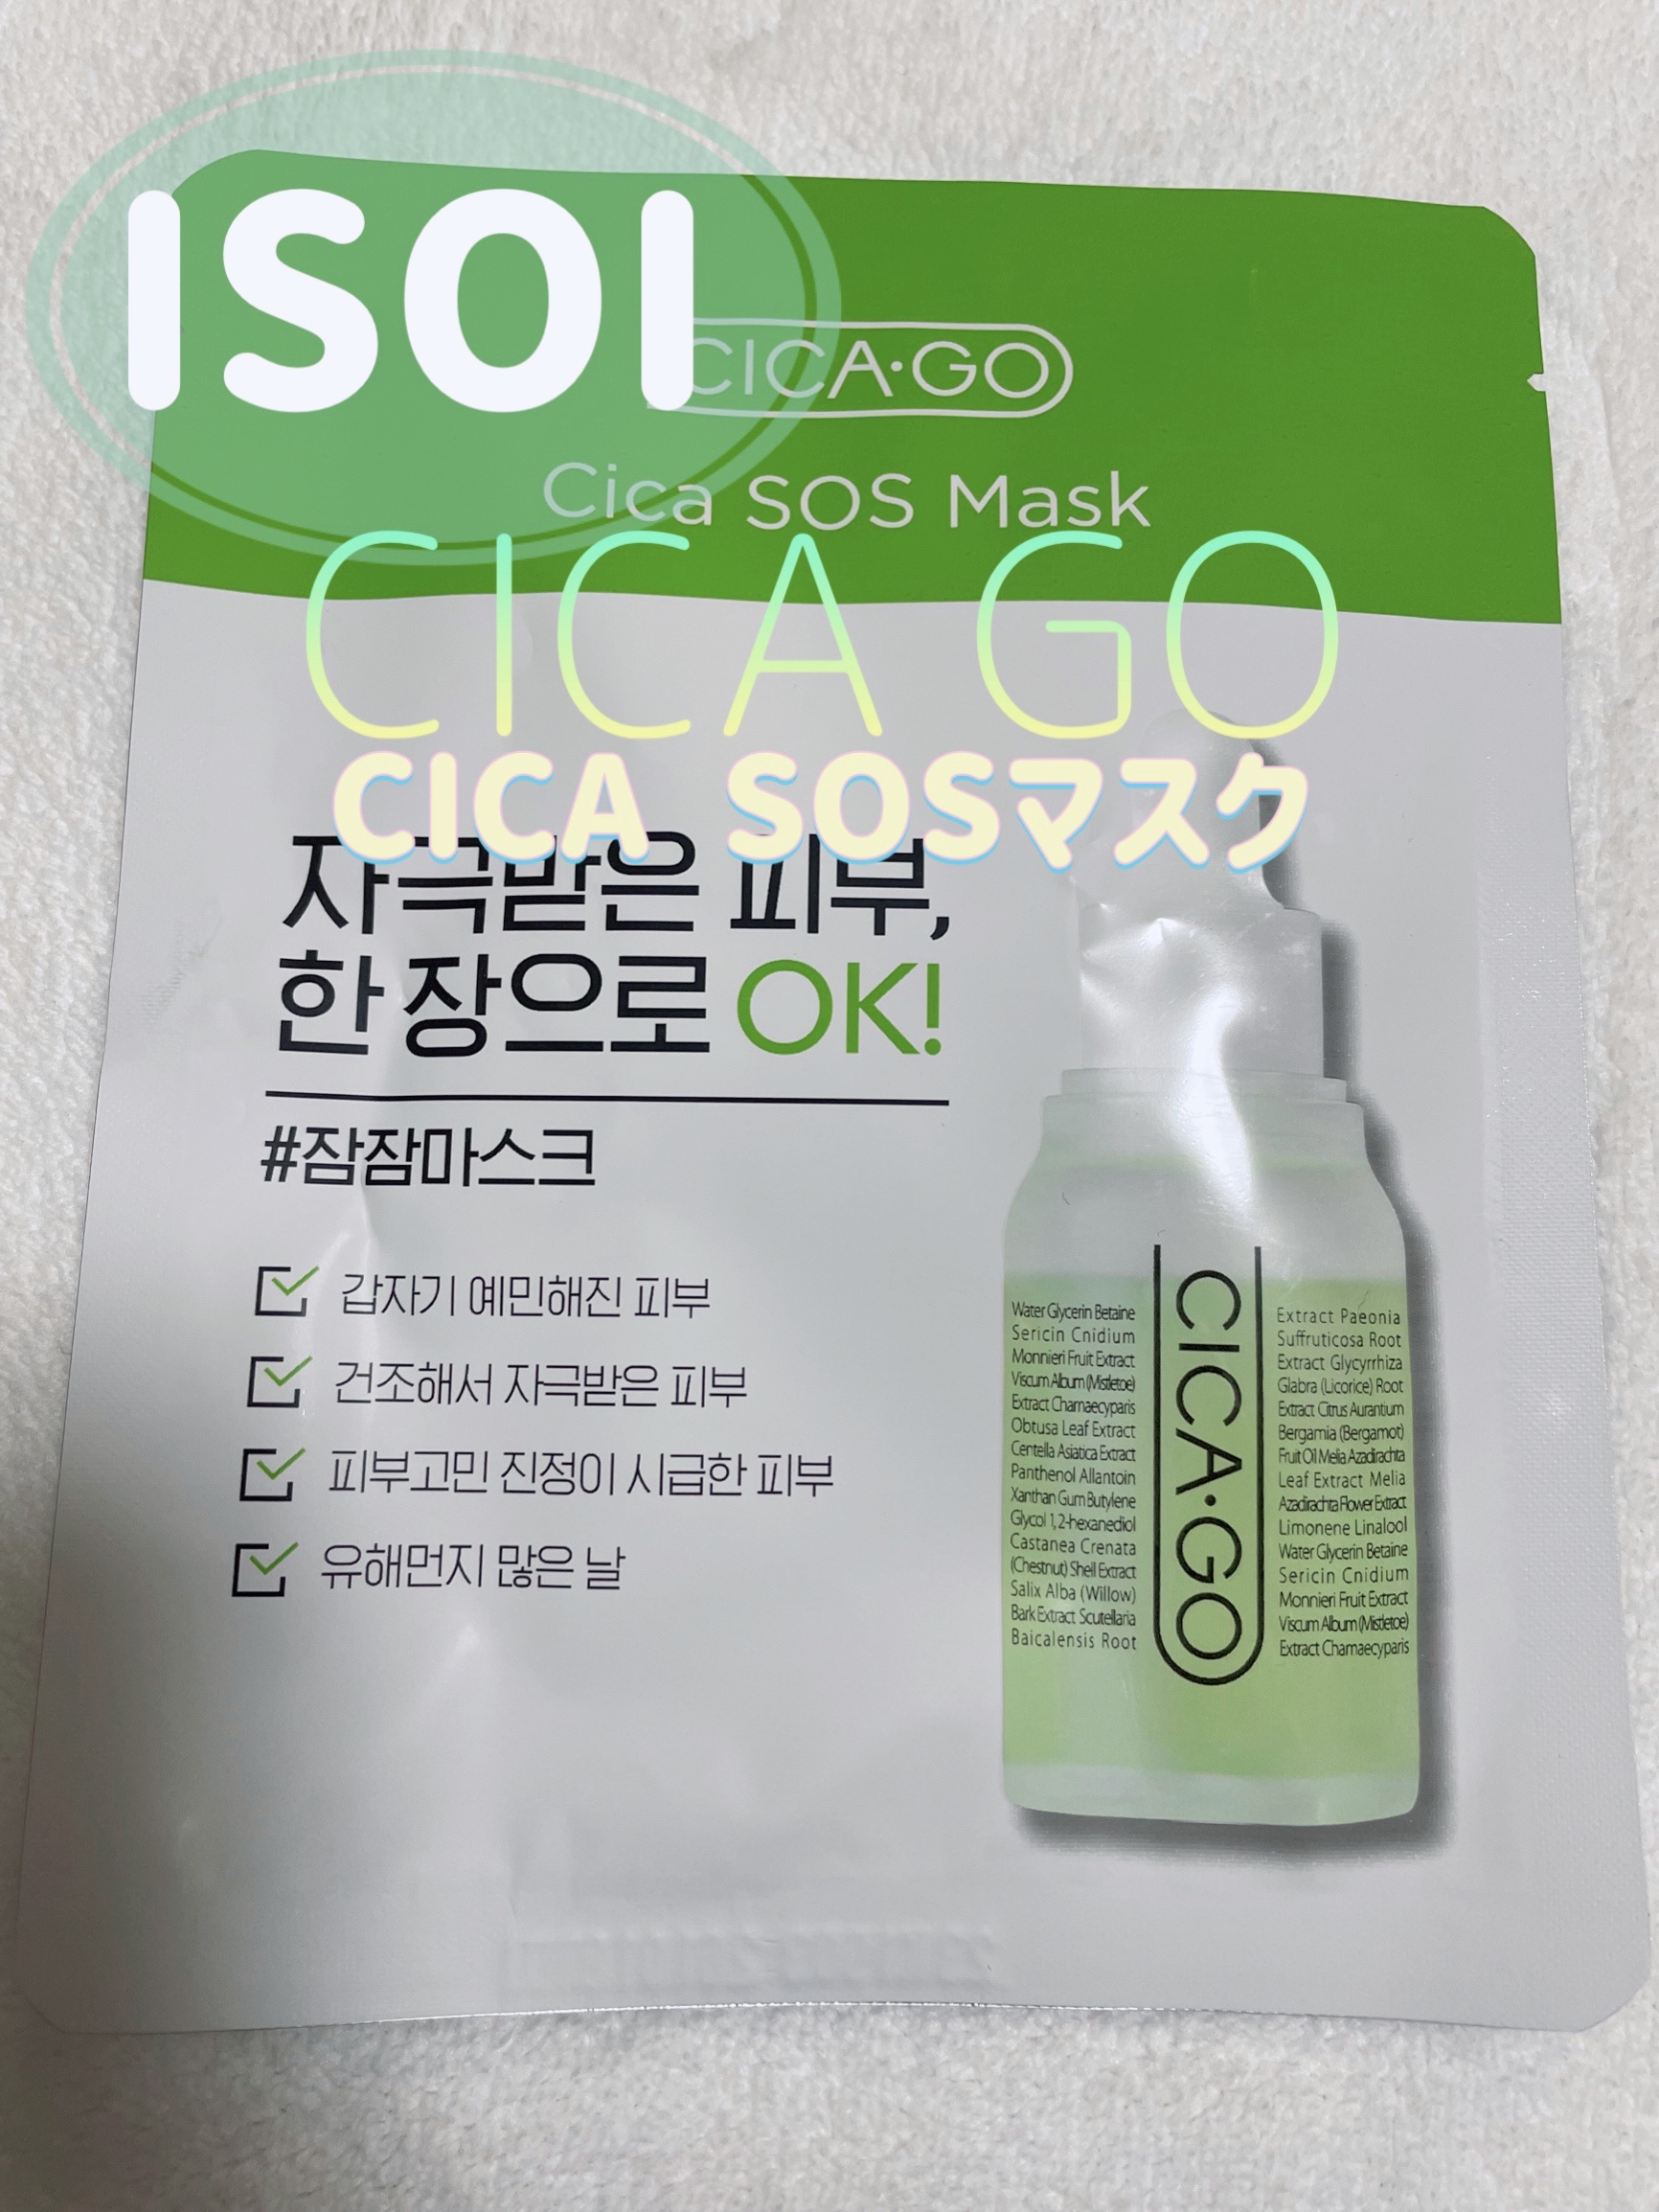 ISOI
CICA·GO
Cica SOS Mask
CICA GO
CICA SOSマスク
자극받은 피부,
한 장으로 OK!
#잠잠마스크
갑자기 예민해진 피부
건조해서 자극받은 피부
피부고민 진정이 시급한 피부
유해먼지 많은 날
Water Glycerin Betaine
Sericin Cnidium
Monnieri Fruit Extract
Viscum Album (Mistletoe)
Extract Chamaecyparis
Obtusa Leaf Extract
Centella Asiatica Extract
Panthenol Allantoin
Xanthan Gum Butylene
Glycol 1,2-hexanediol
Castanea Crenata
(Chestnut) Shell Extract
Salix Alba (Willow)
Bark Extract Scutellaria
Baicalensis Root
CICA·GO
Extract Paeonia
Suffruticosa Root
Extract Glycyrrhiza
Glabra (Licorice) Root
Extract Citrus Aurantium
Bergamia (Bergamot)
Fruit Oil Melia Azadirachta
Leaf Extract Melia
Azadirachta Flower Extract
Limonene Linalool
Water Glycerin Betaine
Sericin Cnidium
Monnieri Fruit Extract
Viscum Album (Mistletoe)
Extract Chamaecyparis